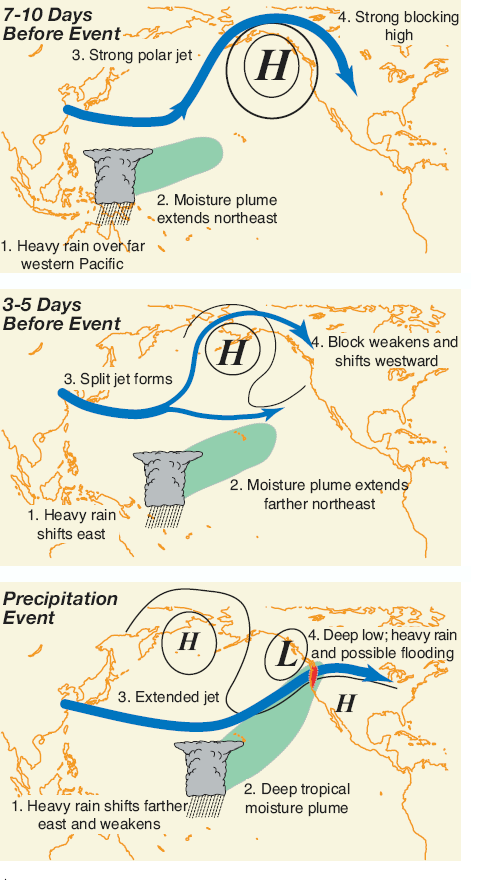 7-10 Days
Before Event
4. Strong blocking
high
3. Strong polar jet
H
2. Moisture plume
extends northeast
1. Heavy rain over far
western Pacific
3-5 Days
Before Event
H
4. Block weakens and
shifts westward
3. Split jet forms
2. Moisture plume extends
farther northeast
1. Heavy rain
shifts east
Precipitation
Event
H
L
4. Deep low; heavy rain
and possible flooding
3. Extended jet
H
2. Deep tropical
moisture plume
1. Heavy rain shifts farther
east and weakens